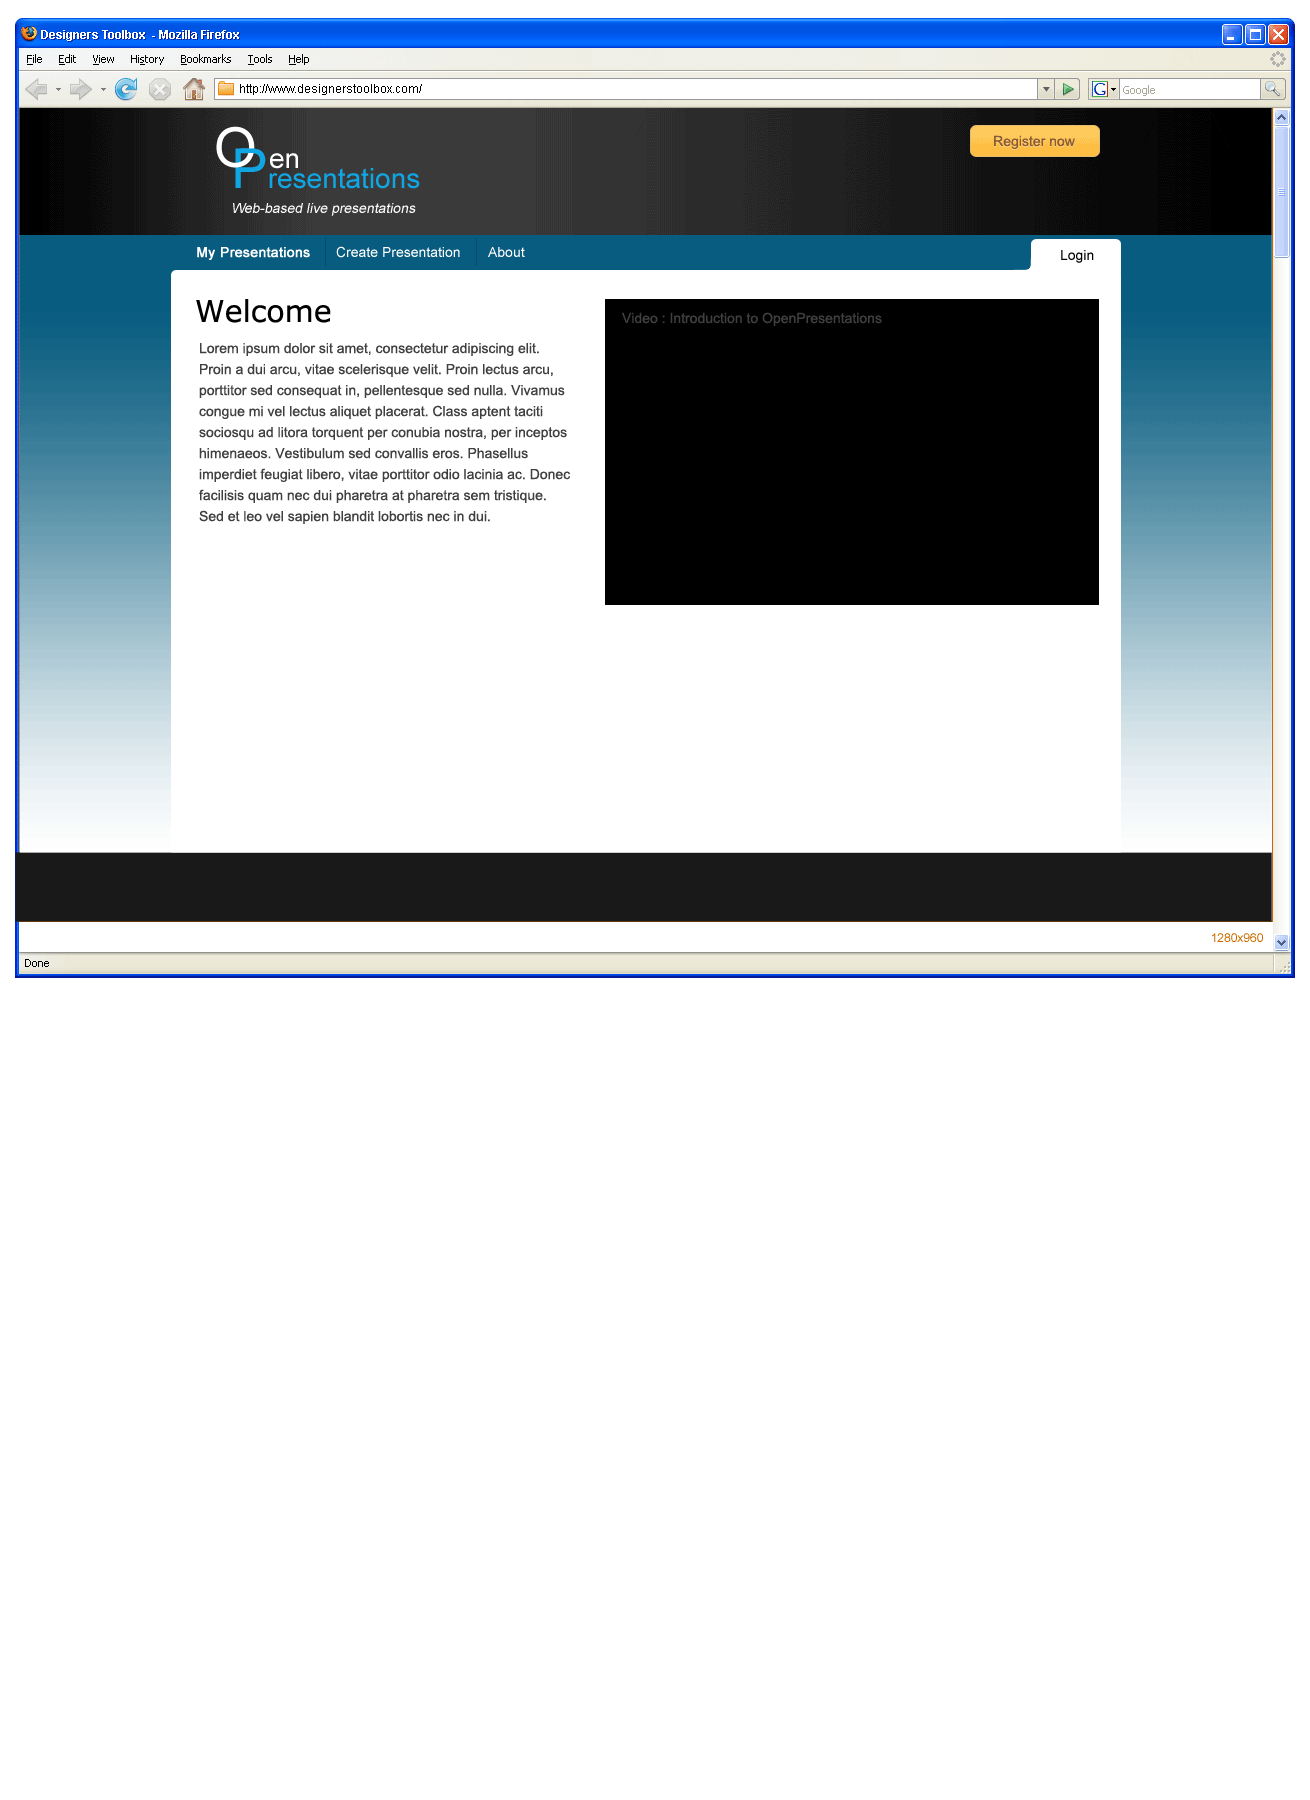 Designers Toolbox - Mozilla Firefox
File Edit View History Bookmarks Tools Help
http://www.designerstoolbox.com/
G Google
Open
Presentations
Web-based live presentations
Register now
My Presentations Create Presentation About
Login
Welcome
Lorem ipsum dolor sit amet, consectetur adipiscing elit.
Proin a dui arcu, vitae scelerisque velit. Proin lectus arcu,
porttitor sed consequat in, pellentesque sed nulla. Vivamus
congue mi vel lectus aliquet placerat. Class aptent taciti
sociosqu ad litora torquent per conubia nostra, per inceptos
himenaeos. Vestibulum sed convallis eros. Phasellus
imperdiet feugiat libero, vitae porttitor odio lacinia ac. Donec
facilisis quam nec dui pharetra at pharetra sem tristique.
Sed et leo vel sapien blandit lobortis nec in dui.
Video : Introduction to OpenPresentations
1280x960
Done